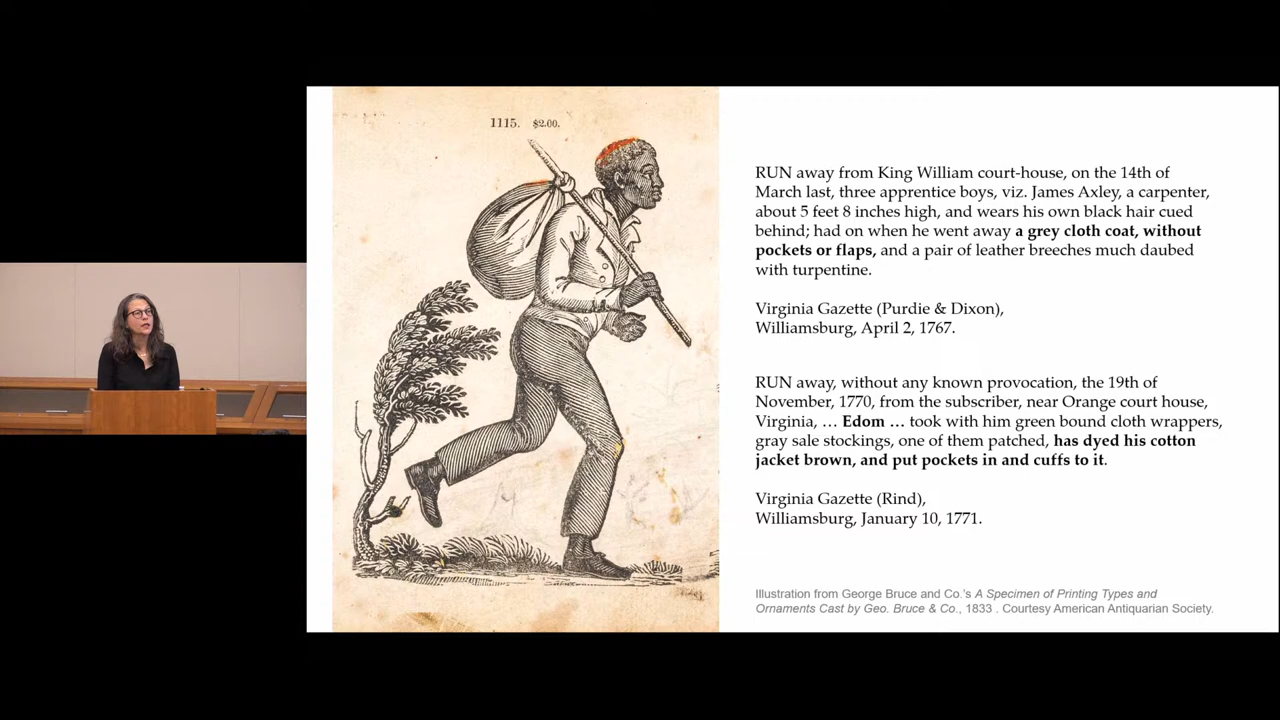 1115. $2.00.
RUN away from King William court-house, on the 14th of
March last, three apprentice boys, viz. James Axley, a carpenter,
about 5 feet 8 inches high, and wears his own black hair cued
behind; had on when he went away a grey cloth coat, without
pockets or flaps, and a pair of leather breeches much daubed
with turpentine.
Virginia Gazette (Purdie & Dixon),
Williamsburg, April 2, 1767.
RUN away, without any known provocation, the 19th of
November, 1770, from the subscriber, near Orange court house,
Virginia, … Edom … took with him green bound cloth wrappers,
gray sale stockings, one of them patched, has dyed his cotton
jacket brown, and put pockets in and cuffs to it.
Virginia Gazette (Rind),
Williamsburg, January 10, 1771.
Illustration from George Bruce and Co.'s A Specimen of Printing Types and
Ornaments Cast by Geo. Bruce & Co., 1833 . Courtesy American Antiquarian Society.